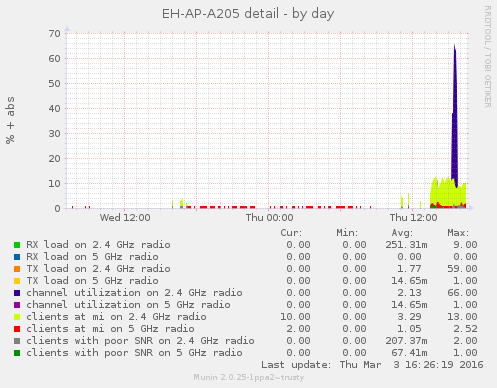 EH-AP-A205 detail - by day
RRDTOOL / TOBI OETIKER
% + abs
70
60
50
40
30
20
10
0
Wed 12:00 Thu 00:00 Thu 12:00
Cur: Min: Avg: Max:
RX load on 2.4 GHz radio 0.00 0.00 251.31m 9.00
RX load on 5 GHz radio 0.00 0.00 0.00 0.00
TX load on 2.4 GHz radio 0.00 0.00 1.77 59.00
TX load on 5 GHz radio 0.00 0.00 14.65m 1.00
channel utilization on 2.4 GHz radio 0.00 0.00 2.13 66.00
channel utilization on 5 GHz radio 0.00 0.00 14.65m 1.00
clients at mi on 2.4 GHz radio 10.00 0.00 3.29 13.00
clients at mi on 5 GHz radio 2.00 0.00 1.05 2.52
clients with poor SNR on 2.4 GHz radio 0.00 0.00 207.37m 2.00
clients with poor SNR on 5 GHz radio 0.00 0.00 67.41m 1.00
Last update: Thu Mar 3 16:26:19 2016
Munin 2.0.25-1ppa2~trusty